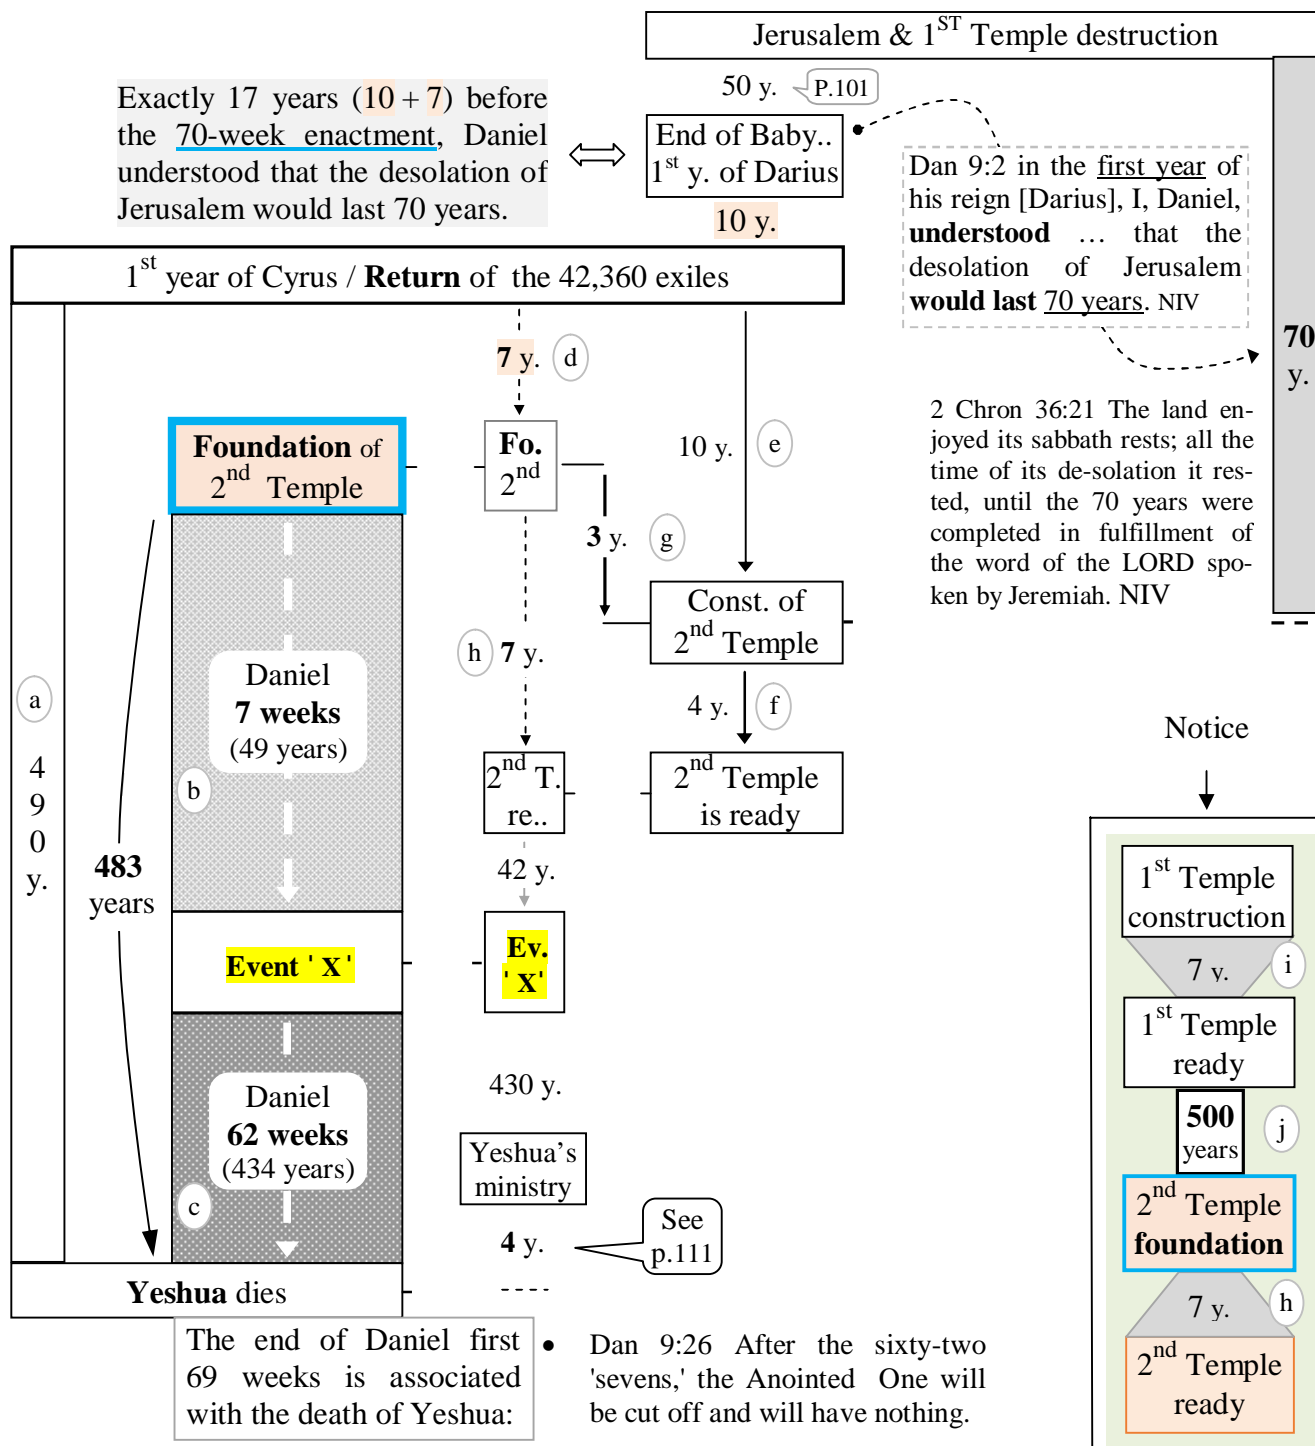 Jerusalem & 1ST Temple destruction
50 y.
P.101
Exactly 17 years (10 + 7) before
the 70-week enactment, Daniel
understood that the desolation of
Jerusalem would last 70 years.
End of Baby..
1st y. of Darius
10 y.
Dan 9:2 in the first year of
his reign [Darius], I, Daniel,
understood … that the
desolation of Jerusalem
would last 70 years. NIV
1st year of Cyrus / Return of the 42,360 exiles
70
y.
7 y.
d
2 Chron 36:21 The land en-
joyed its sabbath rests; all the
time of its de-solation it res-
ted, until the 70 years were
completed in fulfillment of
the word of the LORD spo-
ken by Jeremiah. NIV
Foundation of
2nd Temple
Fo.
2nd
10 y.
e
3 y.
g
Const. of
2nd Temple
h
7 y.
Daniel
7 weeks
(49 years)
a
4
9
0
y.
b
4 y.
f
Notice
2nd T.
re..
2nd Temple
is ready
483
years
42 y.
1st Temple
construction
7 y.
i
Event ' X'
Ev.
' X'
1st Temple
ready
Daniel
62 weeks
(434 years)
430 y.
500
years
j
Yeshua's
ministry
c
2nd Temple
foundation
4 y.
See
p.111
Yeshua dies
7 y.
h
2nd Temple
ready
The end of Daniel first
69 weeks is associated
with the death of Yeshua:
• Dan 9:26 After the sixty-two
'sevens,' the Anointed One will
be cut off and will have nothing.